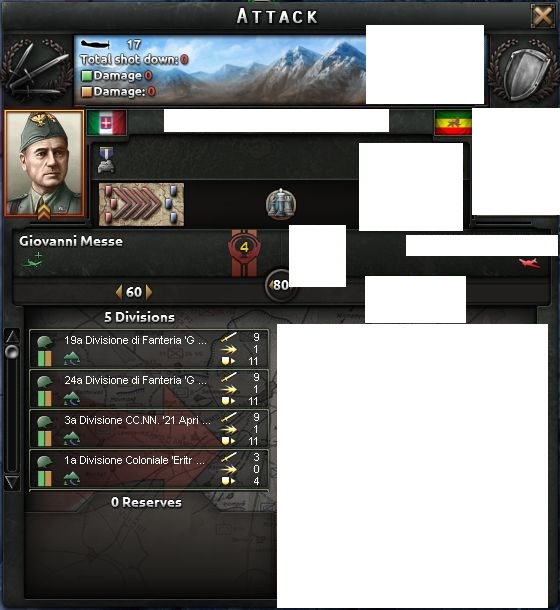 ATTACK
17
Total shot down: 0
Damage 0
Damage: 0
Giovanni Messe
4
60
80
5 Divisions
19a Divisione di Fanteria 'G ...
9
1
11
24a Divisione di Fanteria 'G ...
9
1
11
3a Divisione CC.NN. '21 Apri ...
9
1
11
1a Divisione Coloniale 'Eritr ...
3
0
4
0 Reserves